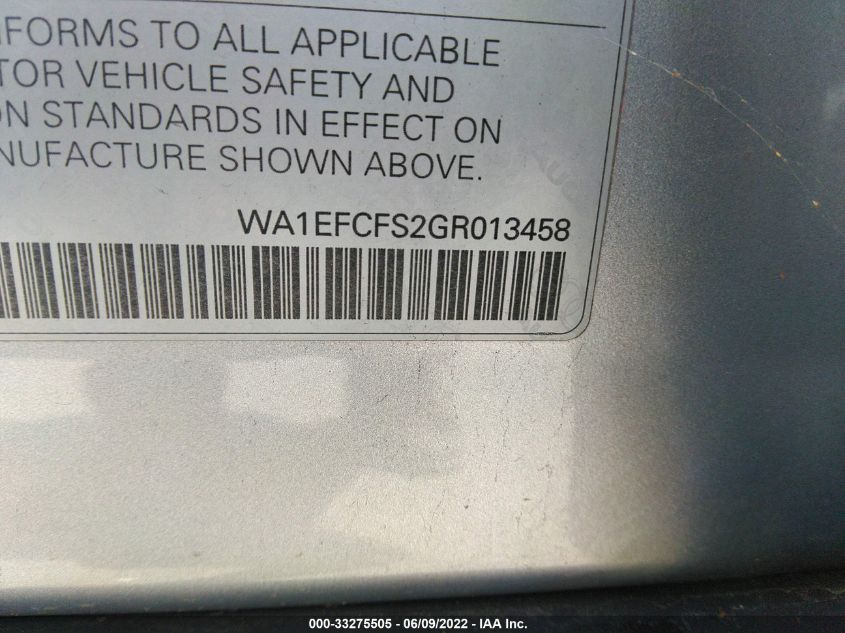 NFORMS TO ALL APPLICABLE
TOR VEHICLE SAFETY AND
ON STANDARDS IN EFFECT ON
NUFACTURE SHOWN ABOVE.
WA1EFCFS2GR013458
000-33275505 - 06/09/2022 - IAA Inc.